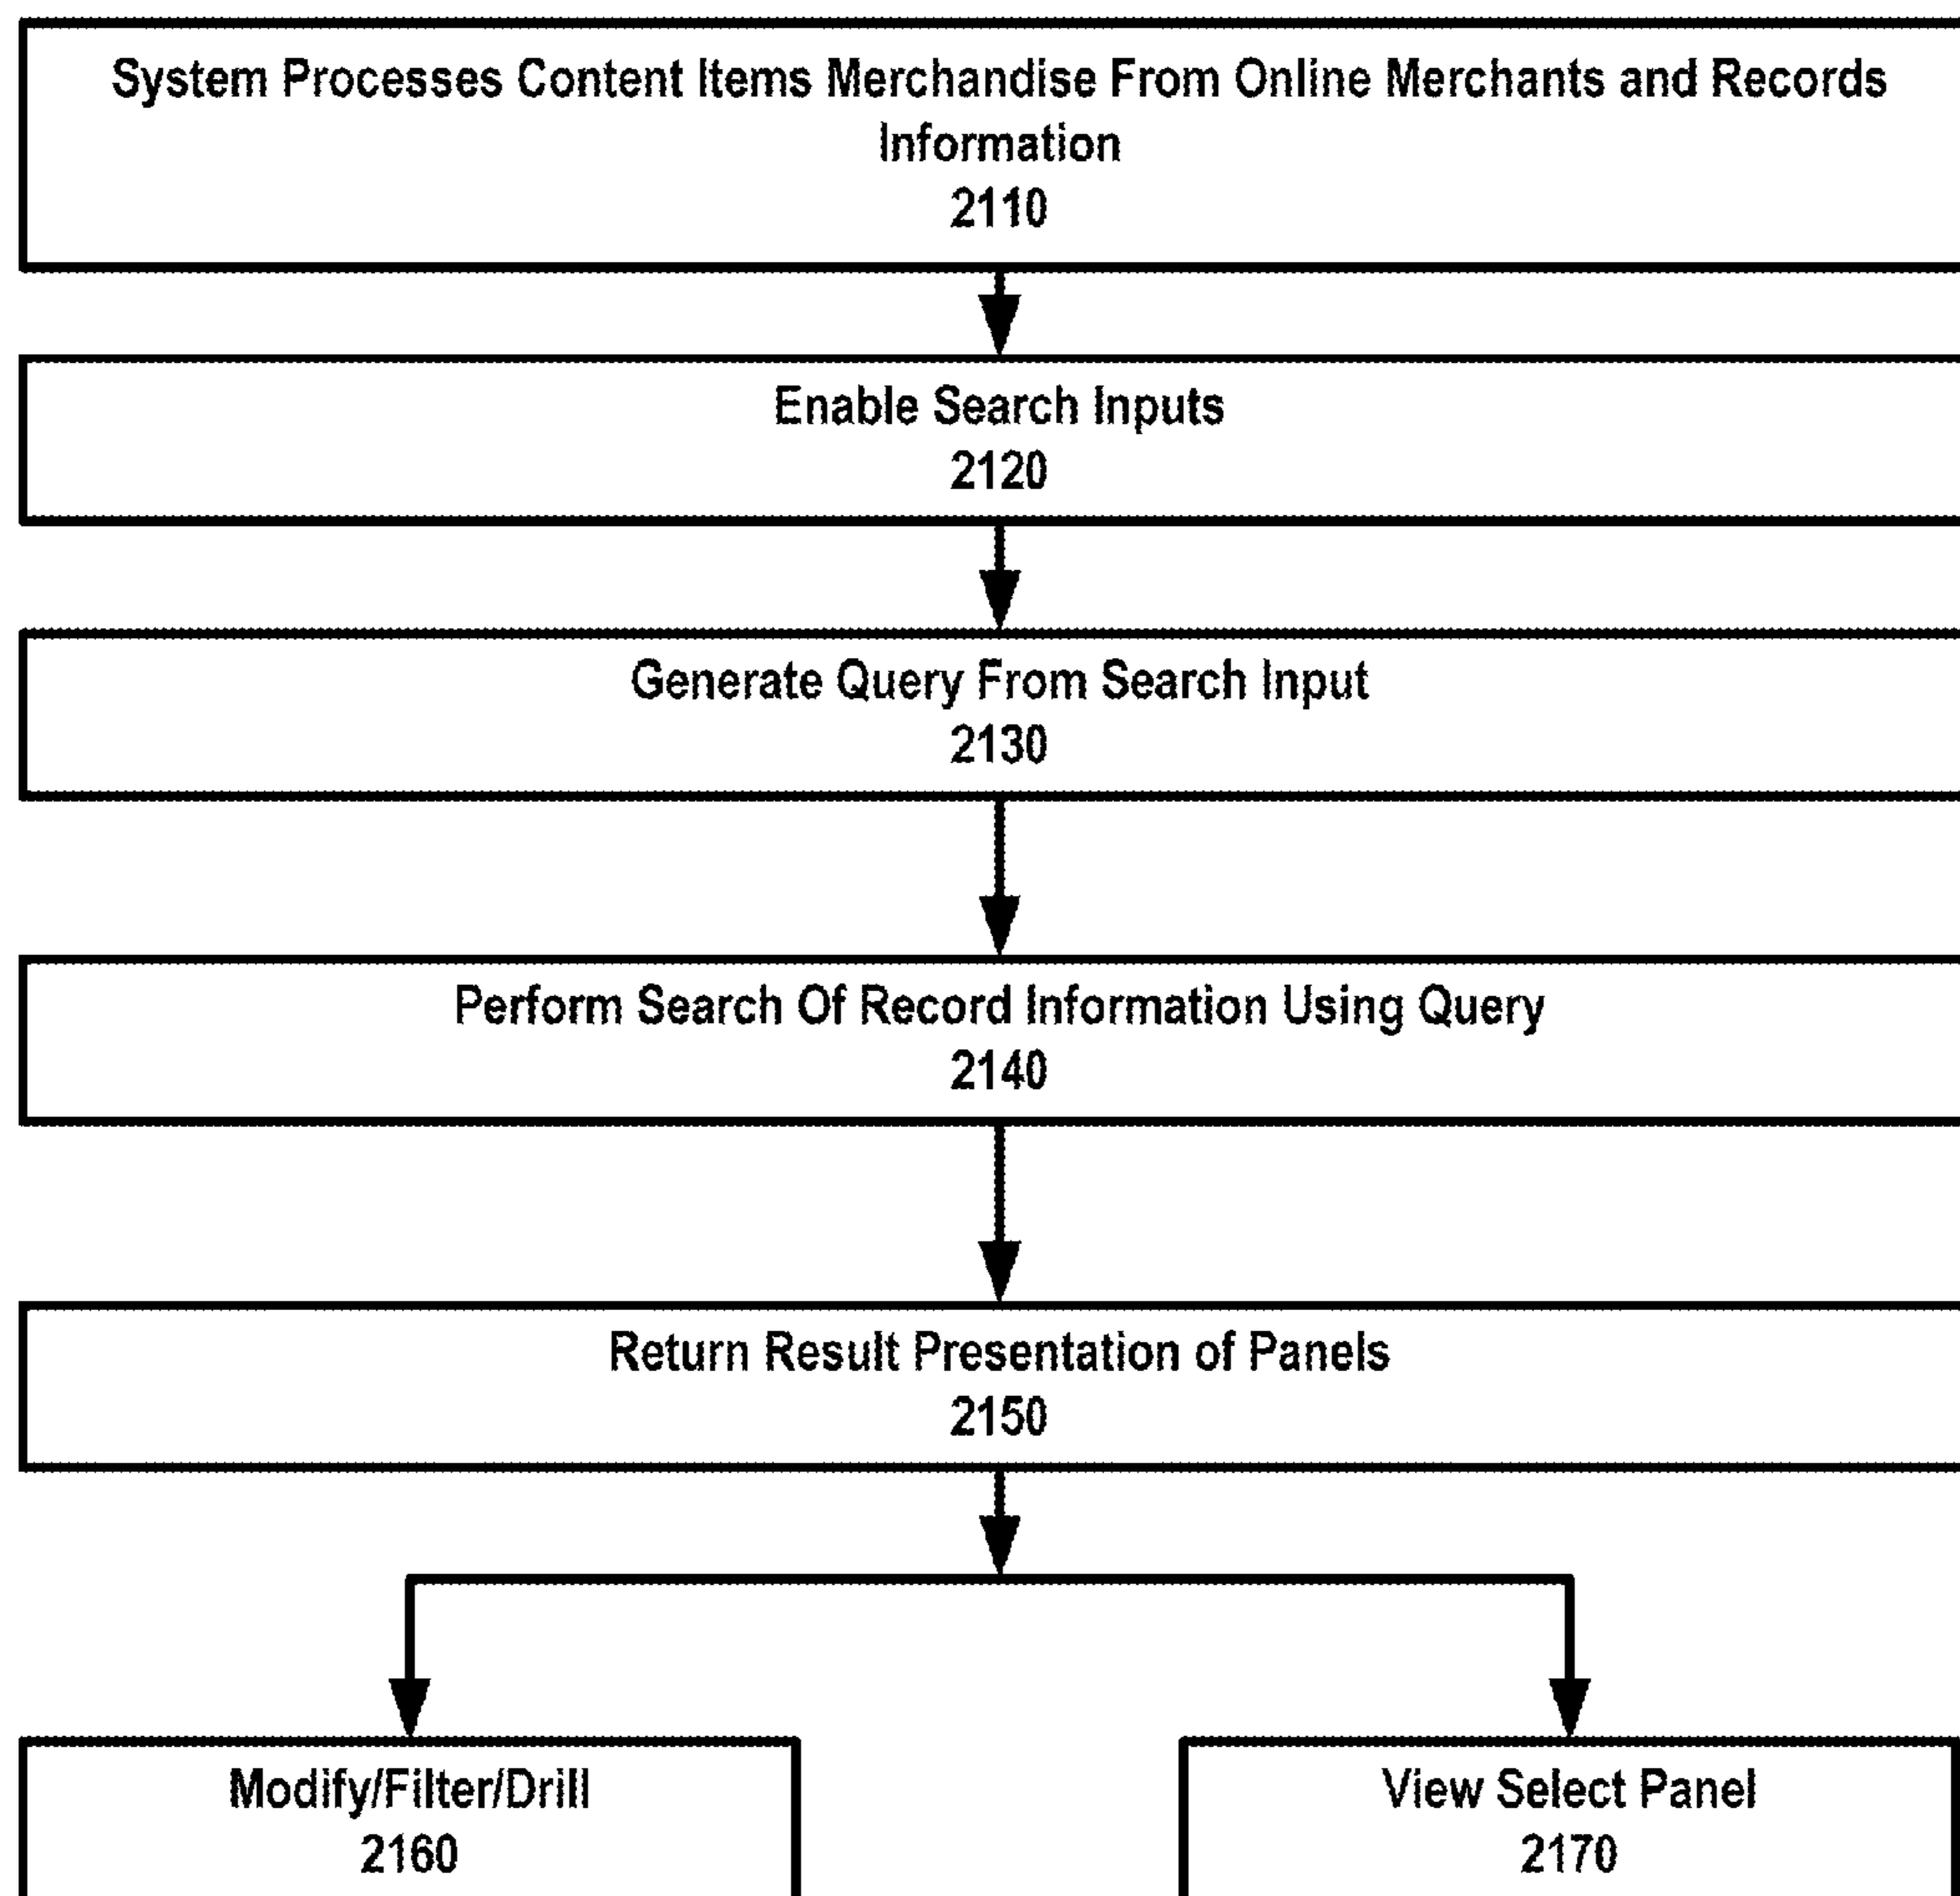 System Processes Content Items Merchandise From Online Merchants and Records
Information
2110
Enable Search Inputs
2120
Generate Query From Search Input
2130
Perform Search Of Record Information Using Query
2140
Return Result Presentation of Panels
2150
Modify/Filter/Drill
2160
View Select Panel
2170